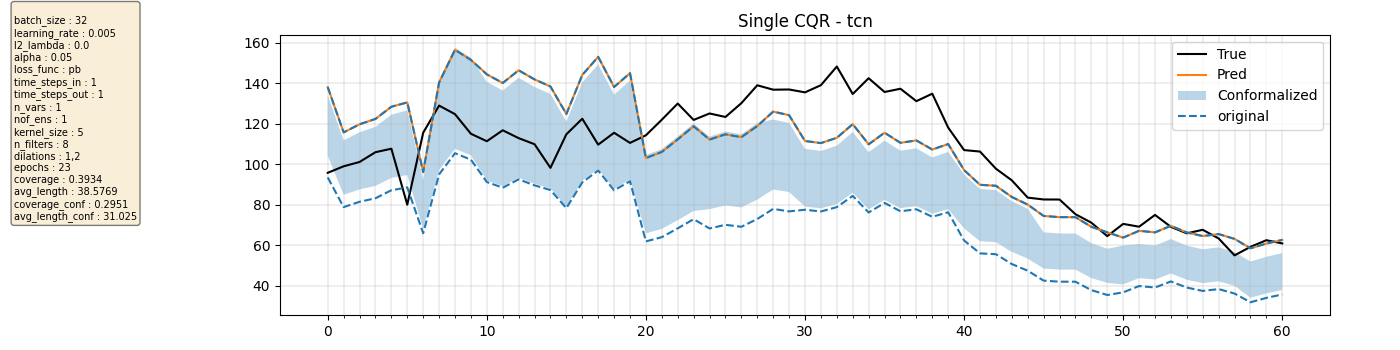 batch_size : 32
learning_rate : 0.005
l2_lambda : 0.0
alpha : 0.05
loss_func : pb
time_steps_in : 1
time_steps_out : 1
n_vars : 1
nof_ens : 1
kernel_size : 5
n_filters : 8
dilations : 1,2
epochs : 23
coverage : 0.3934
avg_length : 38.5769
coverage_conf : 0.2951
avg_length_conf : 31.025
Single CQR - tcn
160
140
120
100
80
60
40
True
Pred
Conformalized
original
0 10 20 30 40 50 60